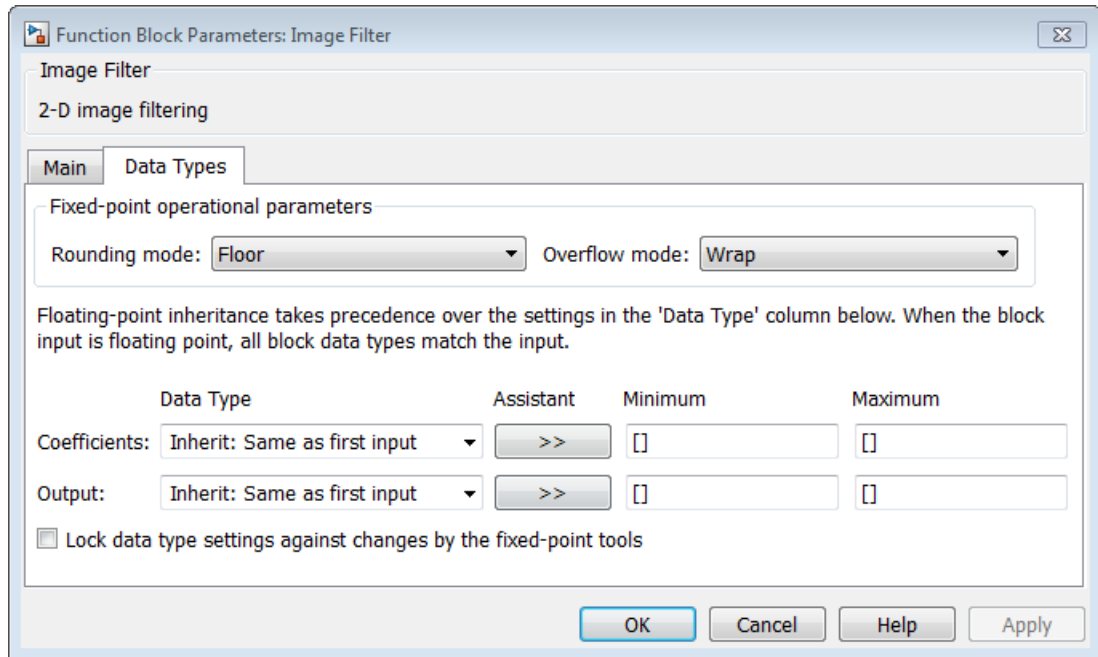 Function Block Parameters: Image Filter
Image Filter
2-D image filtering
Main Data Types
Fixed-point operational parameters
Rounding mode: Floor Overflow mode: Wrap
Floating-point inheritance takes precedence over the settings in the 'Data Type' column below. When the block
input is floating point, all block data types match the input.
Data Type Assistant Minimum Maximum
Coefficients: Inherit: Same as first input >> [] []
Output: Inherit: Same as first input >> [] []
Lock data type settings against changes by the fixed-point tools
OK Cancel Help Apply